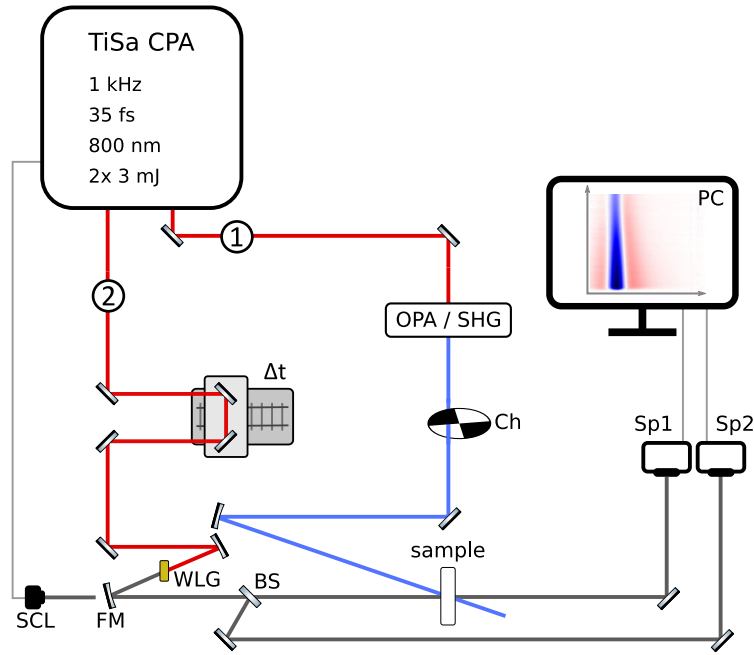 TiSa CPA
1 kHz
35 fs
800 nm
2x 3 mJ
PC
1
2
OPA / SHG
Δt
Ch
Sp1
Sp2
sample
WLG
BS
SCL
FM